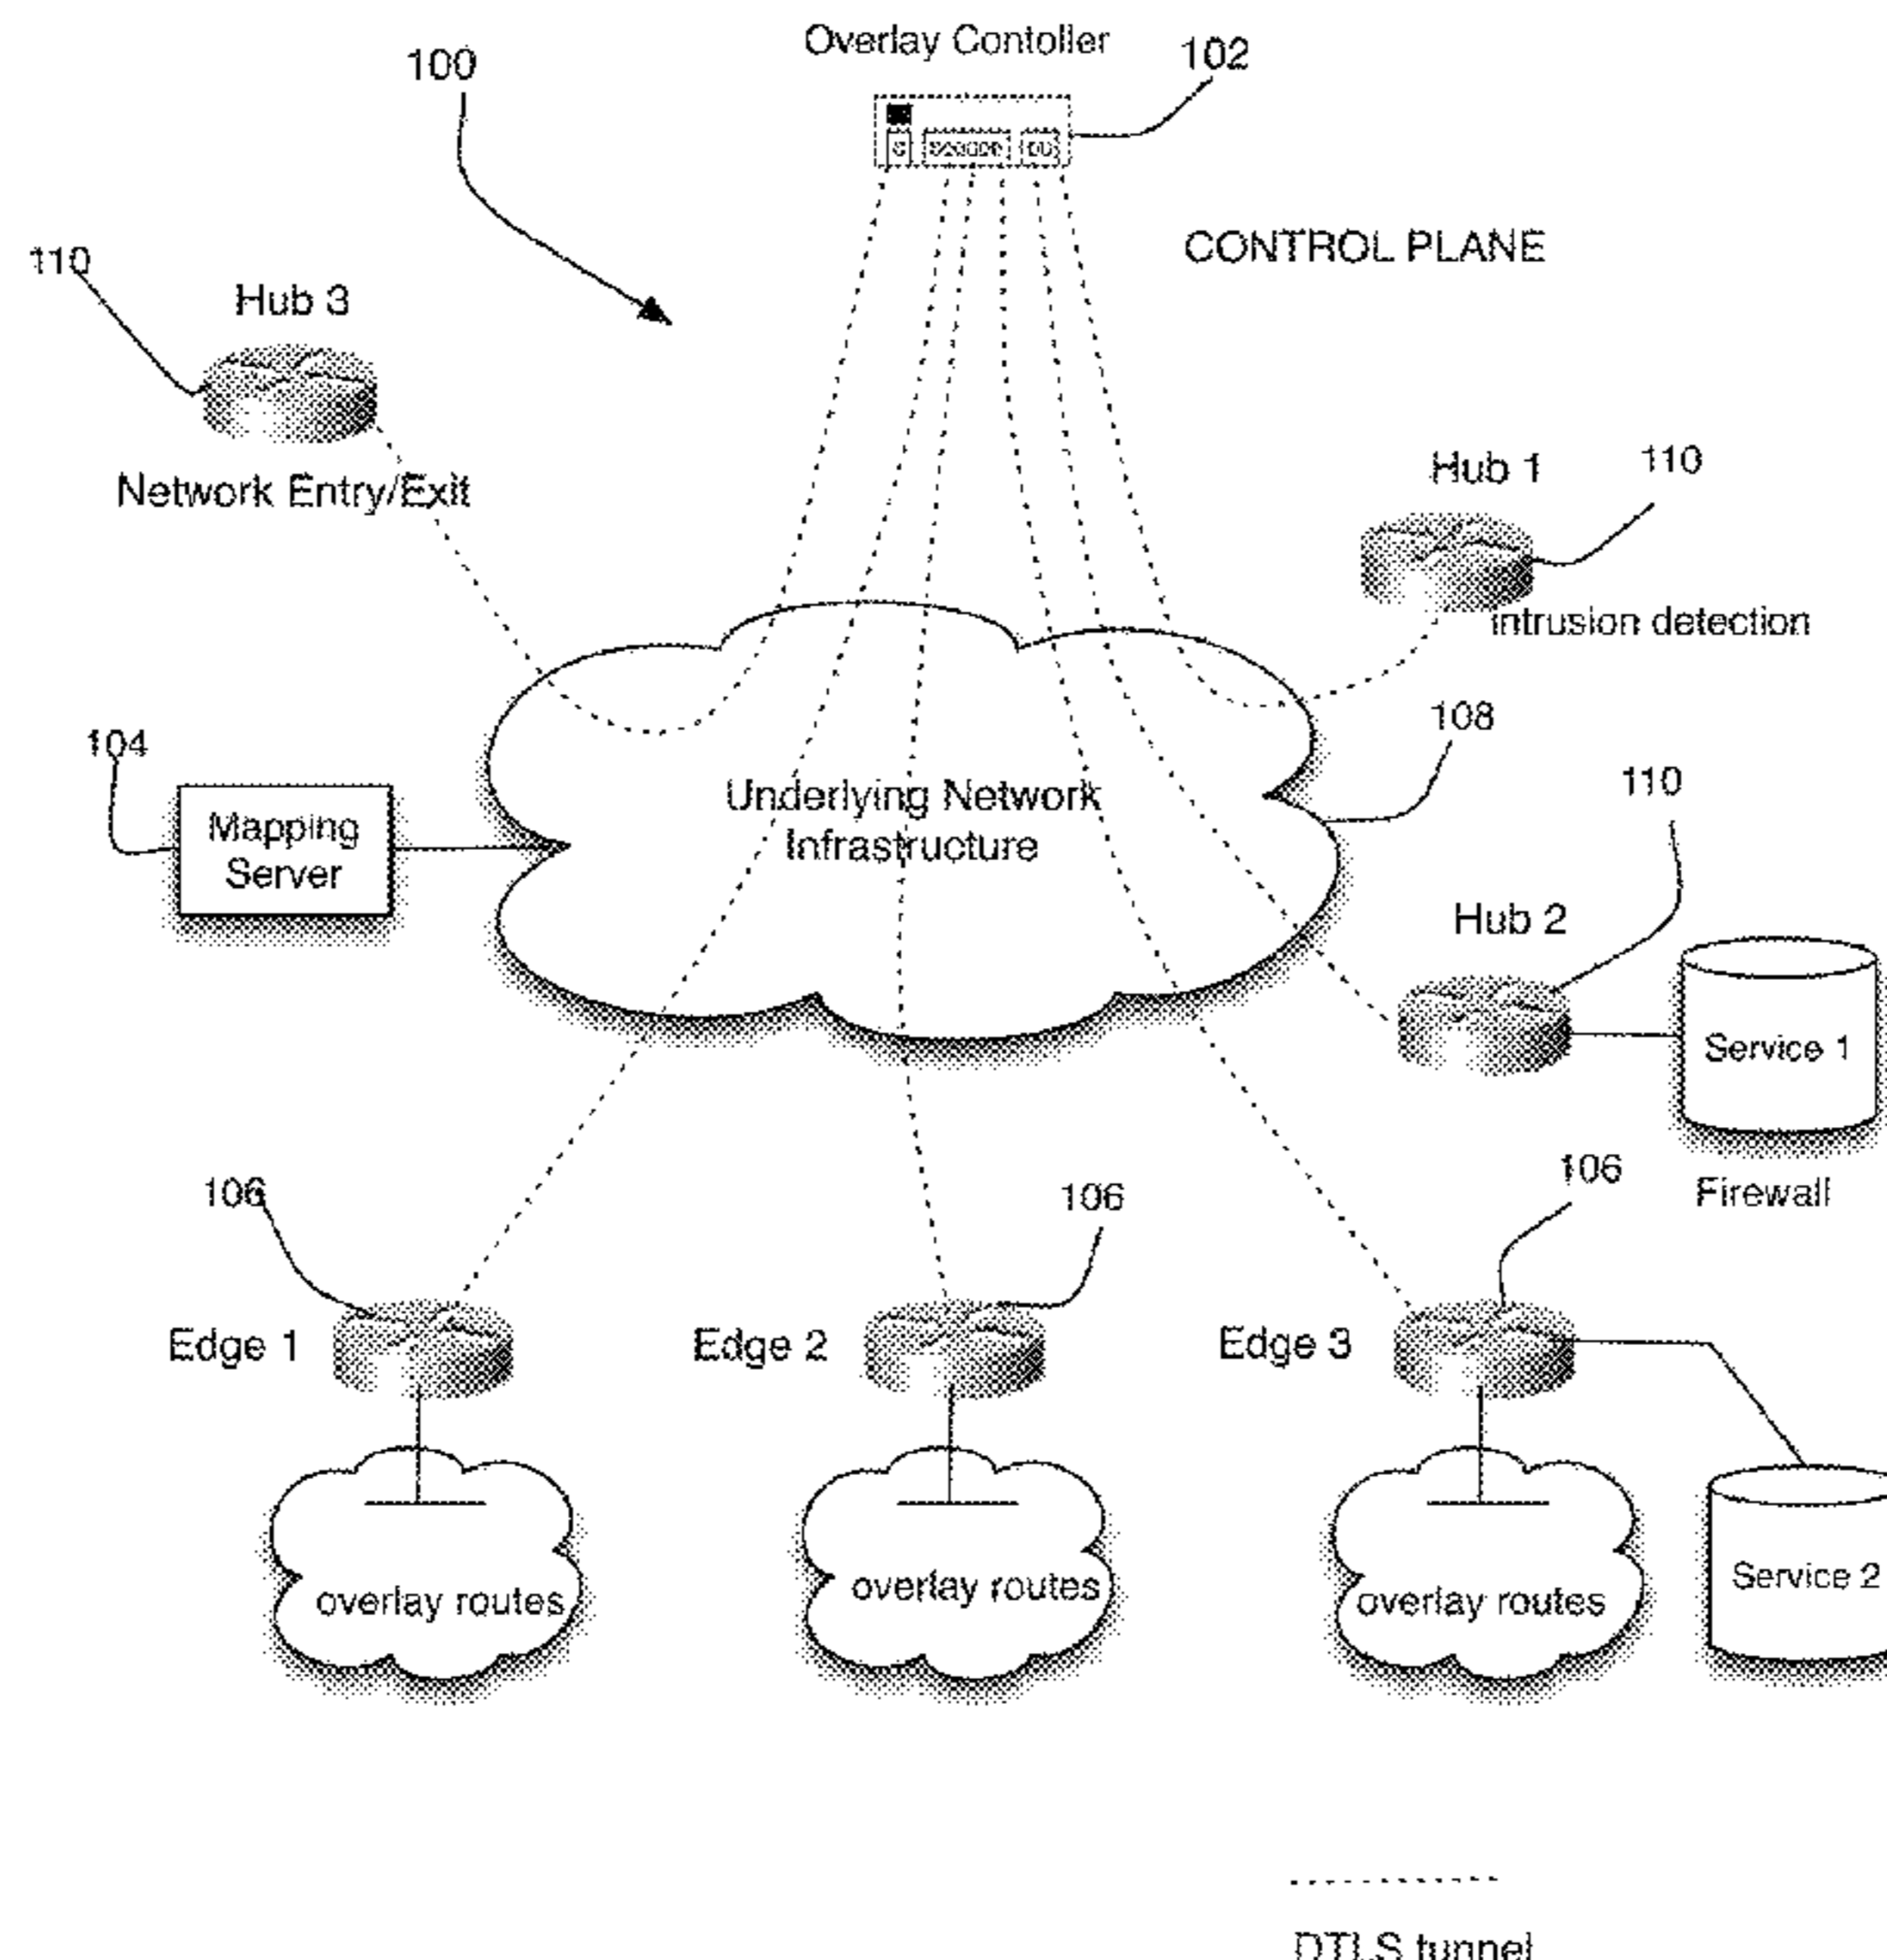 Overlay Contoller
102
100
CONTROL PLANE
110
Hub 3
Network Entry/Exit
Hub 1
110
intrusion detection
108
104
Mapping
Server
Underlying Network
Infrastructure
110
Hub 2
Service 1
Firewall
106
106
106
Edge 1
Edge 2
Edge 3
overlay routes
overlay routes
overlay routes
Service 2
DTLS tunnel